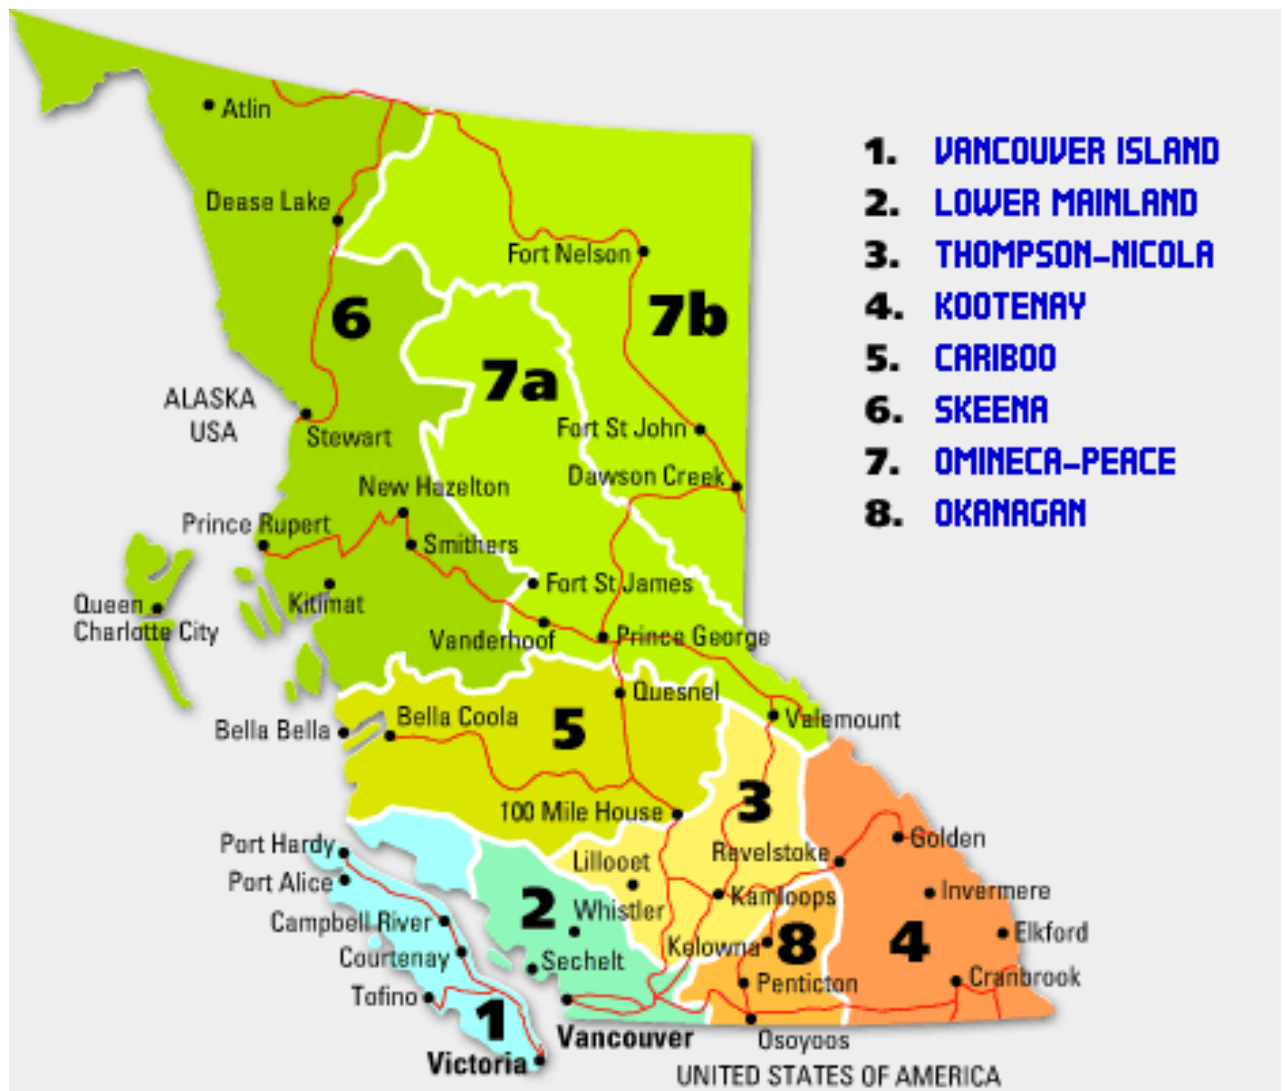 Atlin
Dease Lake
Fort Nelson
6
7b
7a
ALASKA
USA
Stewart
Fort St John
Dawson Creek
New Hazelton
Prince Rupert
Smithers
Fort St James
Kitimat
Queen
Charlotte City
Vanderhoof
Prince George
Quesnel
Bella Bella
Bella Coola
5
Valemount
3
100 Mile House
Port Hardy
Lillooet
Revelstoke
Golden
Port Alice
Kamloops
Invermere
2
Whistler
Campbell River
Kelowna
8
4
Elkford
Courtenay
Sechelt
Cranbrook
Penticton
Tofino
1
Vancouver
Osoyoos
Victoria
UNITED STATES OF AMERICA
1. VANCOUVER ISLAND
2. LOWER MAINLAND
3. THOMPSON-NICOLA
4. KOOTENAY
5. CARIBOO
6. SKEENA
7. OMINECA-PEACE
8. OKANAGAN